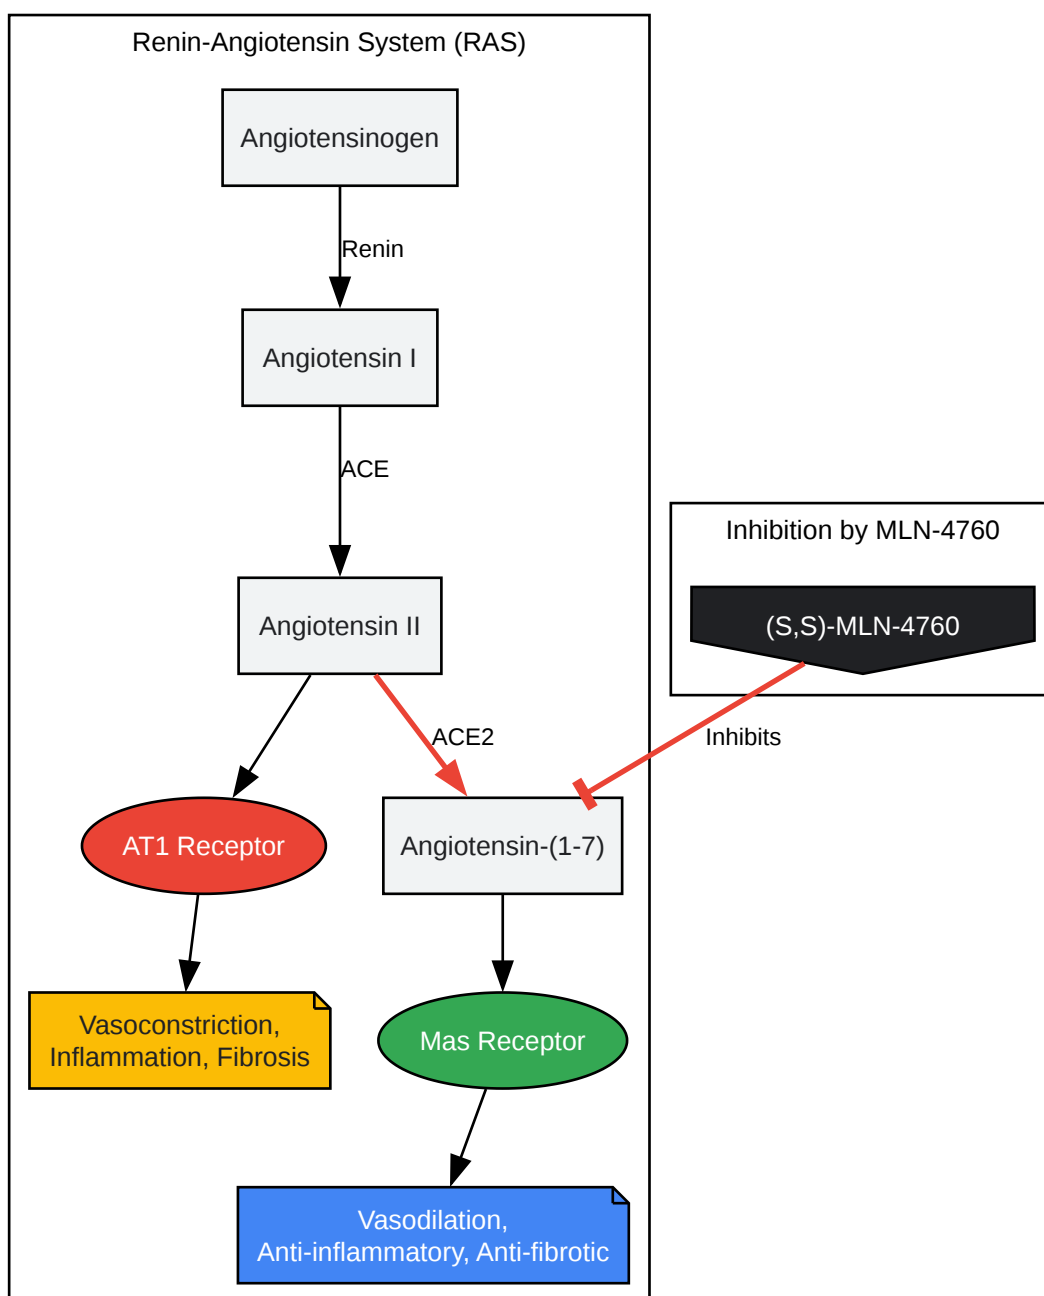 Renin-Angiotensin System (RAS)
Angiotensinogen
Renin
Angiotensin I
ACE
Inhibition by MLN-4760
Angiotensin II
(S,S)-MLN-4760
ACE2
Inhibits
AT1 Receptor
Angiotensin-(1-7)
Vasoconstriction,
Inflammation, Fibrosis
Mas Receptor
Vasodilation,
Anti-inflammatory, Anti-fibrotic